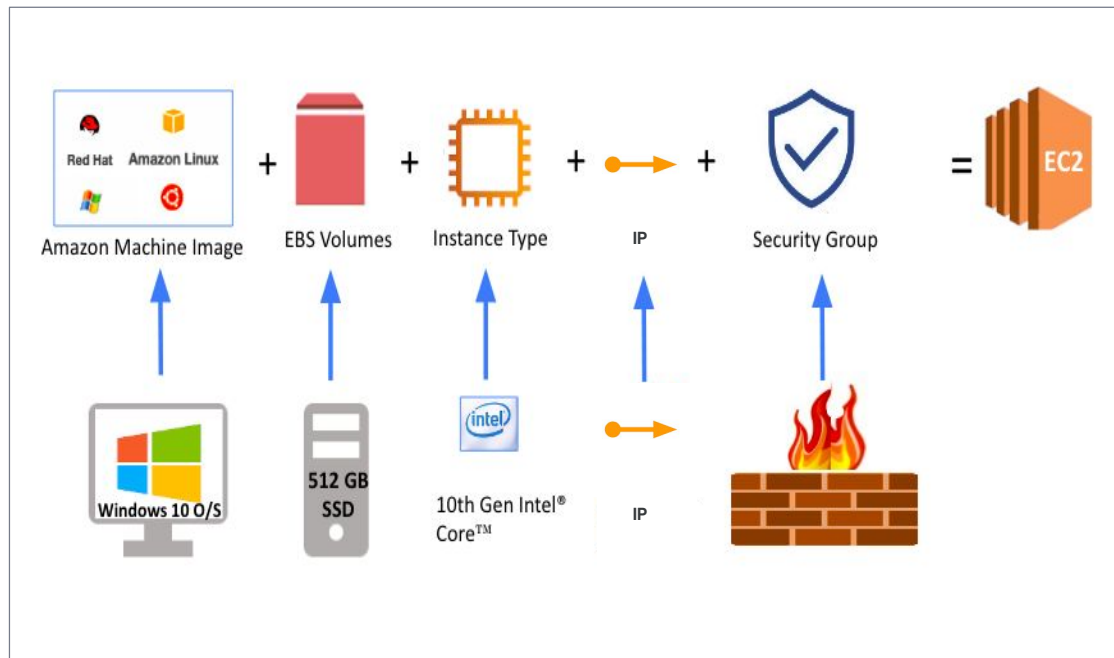 Red Hat Amazon Linux
+ + + + =
EC2
Amazon Machine Image
EBS Volumes
Instance Type
IP
Security Group
Windows 10 O/S
512 GB
SSD
intel
10th Gen Intel®
Core™
IP